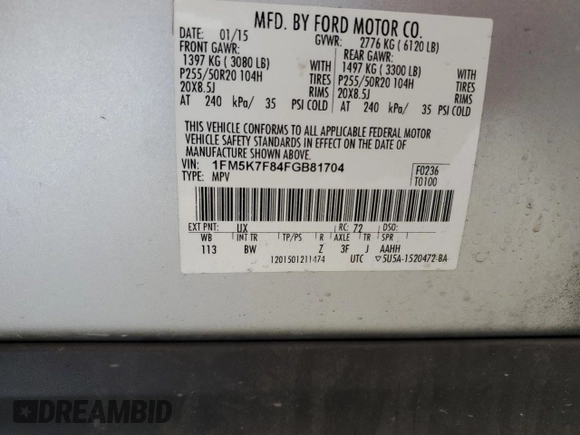 MFD. BY FORD MOTOR CO.
DATE: 01/15 GVWR: 2776 KG ( 6120 LB)
FRONT GAWR: REAR GAWR:
1397 KG ( 3080 LB) WITH 1497 KG ( 3300 LB) WITH
P255/50R20 104H TIRES P255/50R20 104H TIRES
20X8.5J RIMS 20X8.5J RIMS
AT 240 kPa/ 35 PSI COLD AT 240 kPa/ 35 PSI COLD
THIS VEHICLE CONFORMS TO ALL APPLICABLE FEDERAL MOTOR
VEHICLE SAFETY STANDARDS IN EFFECT ON THE DATE OF
MANUFACTURE SHOWN ABOVE.
VIN: 1FM5K7F84FGB81704 F0236
TYPE: MPV T0100
EXT PNT: UX RC: 72 DSO:
WB INT TR TP/PS R AXLE TR SPR
113 BW Z 3F J AAHH
1201501211474 UTC ▽5U5A-1520472-BA
DREAMBID